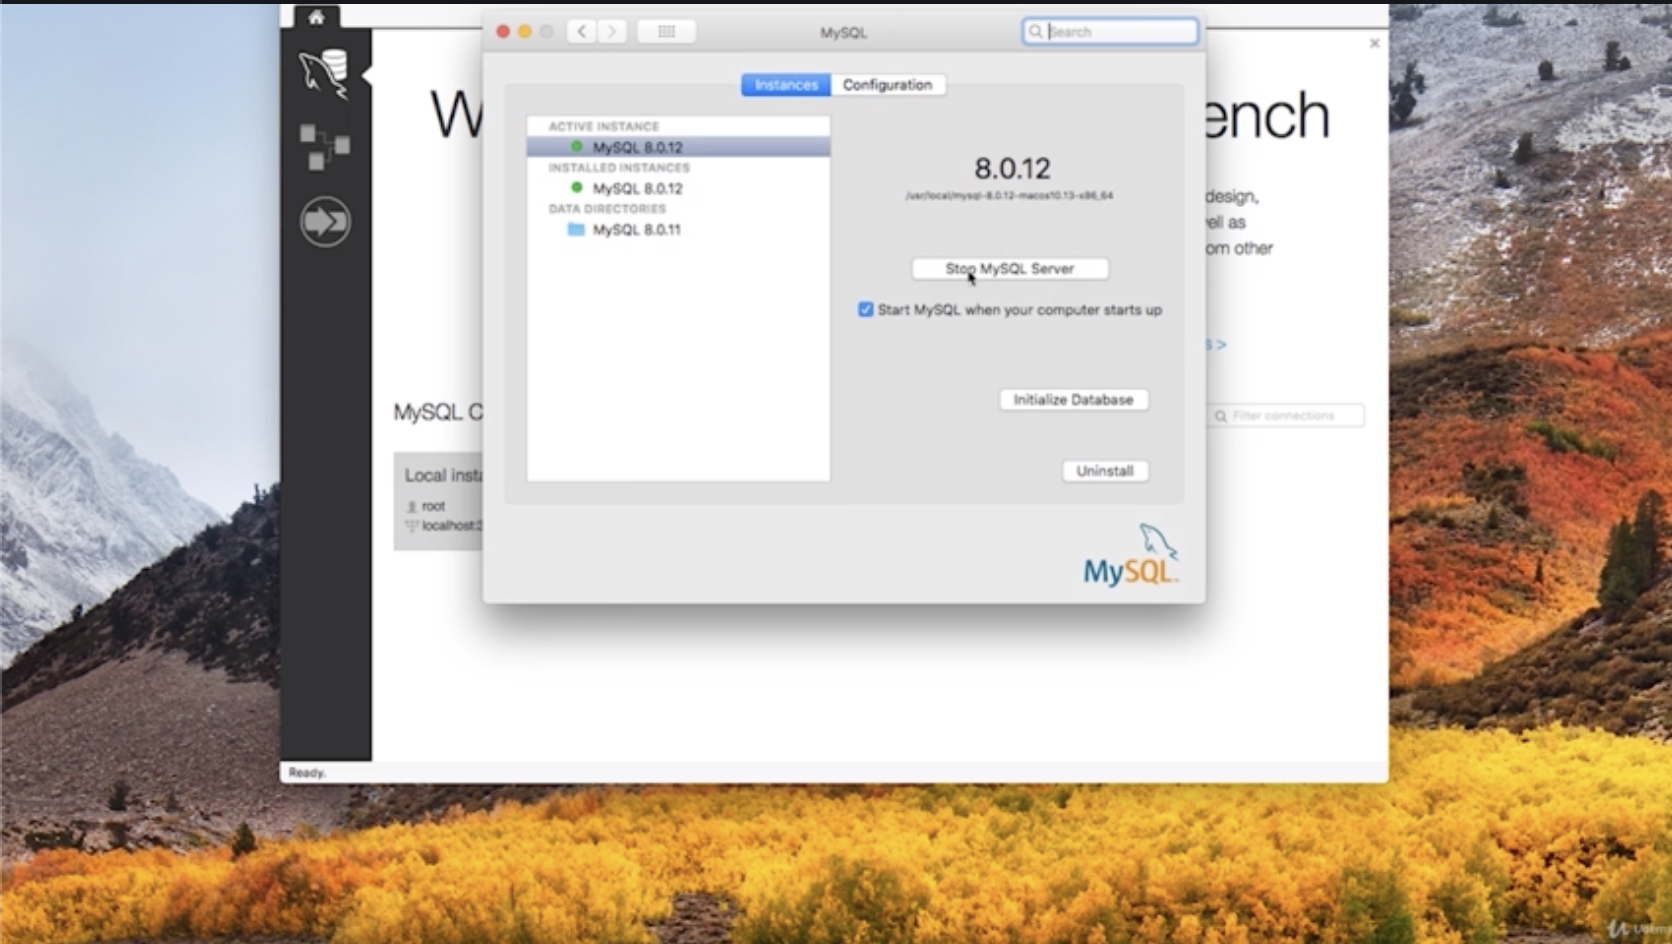 MySQL
Search
Instances
Configuration
W
ench
ACTIVE INSTANCE
MySQL 8.0.12
INSTALLED INSTANCES
MySQL 8.0.12
DATA DIRECTORIES
MySQL 8.0.11
8.0.12
/usr/local/mysql-8.0.12-macos10.13-x86_64
design,
om other
Stop MySQL Server
Start MySQL when your computer starts up
>
Initialize Database
MySQL C
Filter connections
Uninstall
Local insta
root
localhost:
MySQL
Ready.